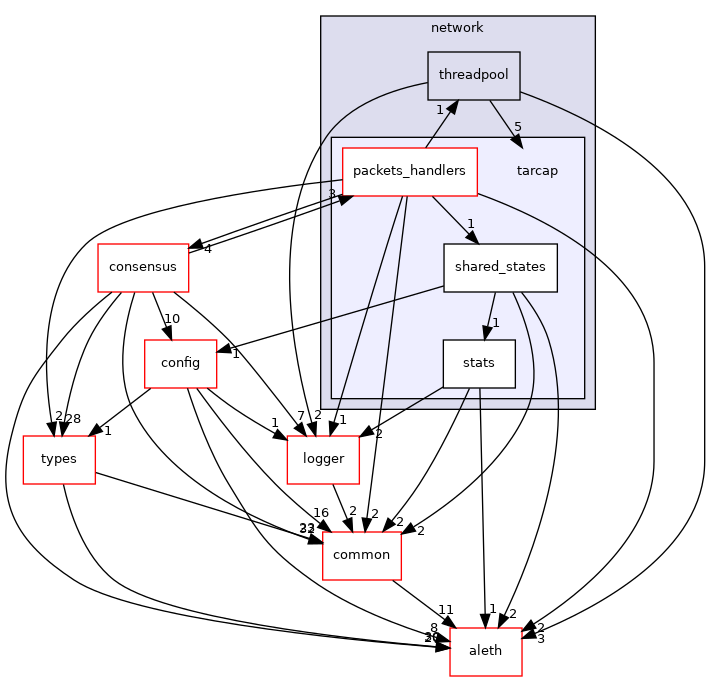 network
threadpool
1
5
packets_handlers
tarcap
3
1
4
consensus
shared_states
10
1
1
config
stats
2
28
7
2
1
1
1
2
types
logger
16
2
2
2
2
22
common
11
1
2
8
2
3
aleth